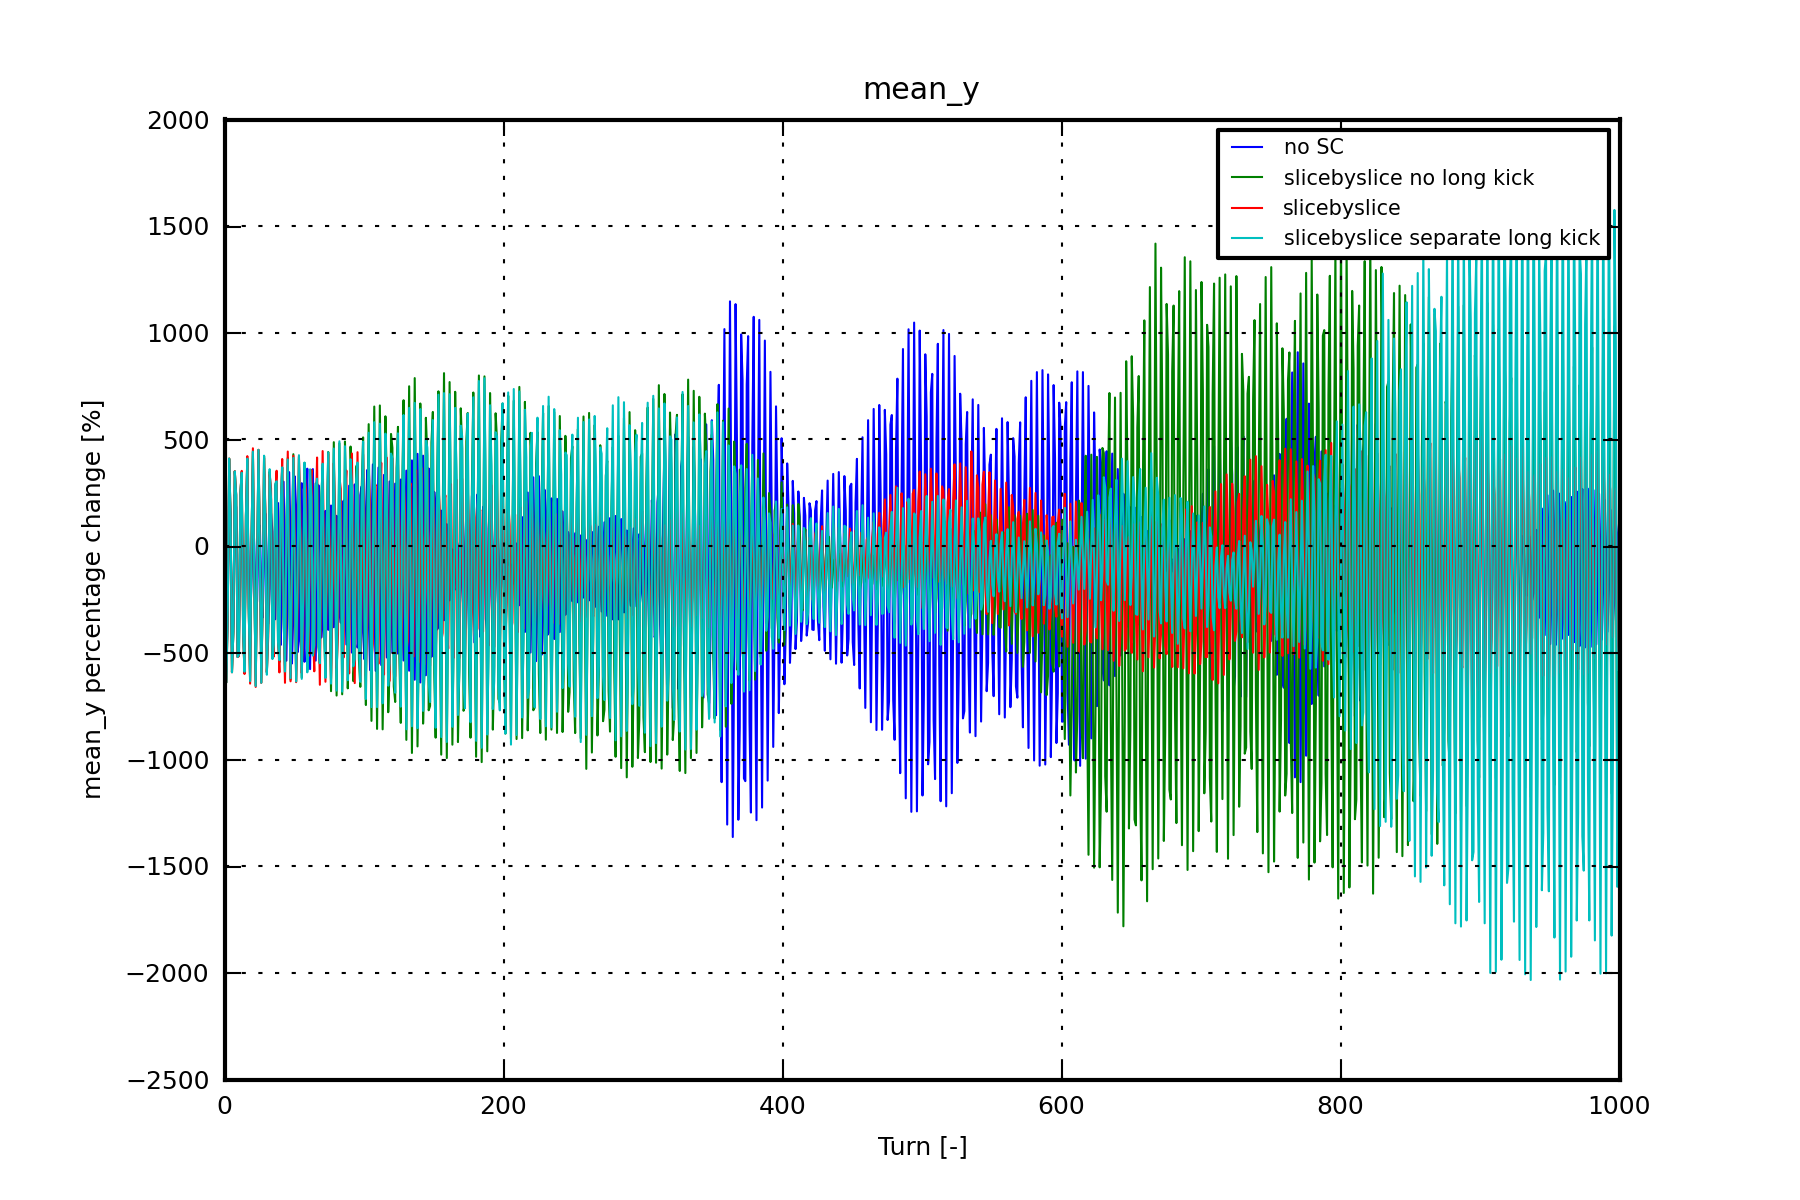 mean_y
2000
1500
1000
500
0
−500
−1000
−1500
−2000
−2500
mean_y percentage change [%]
no SC
slicebyslice no long kick
slicebyslice
slicebyslice separate long kick
0 200 400 600 800 1000
Turn [-]